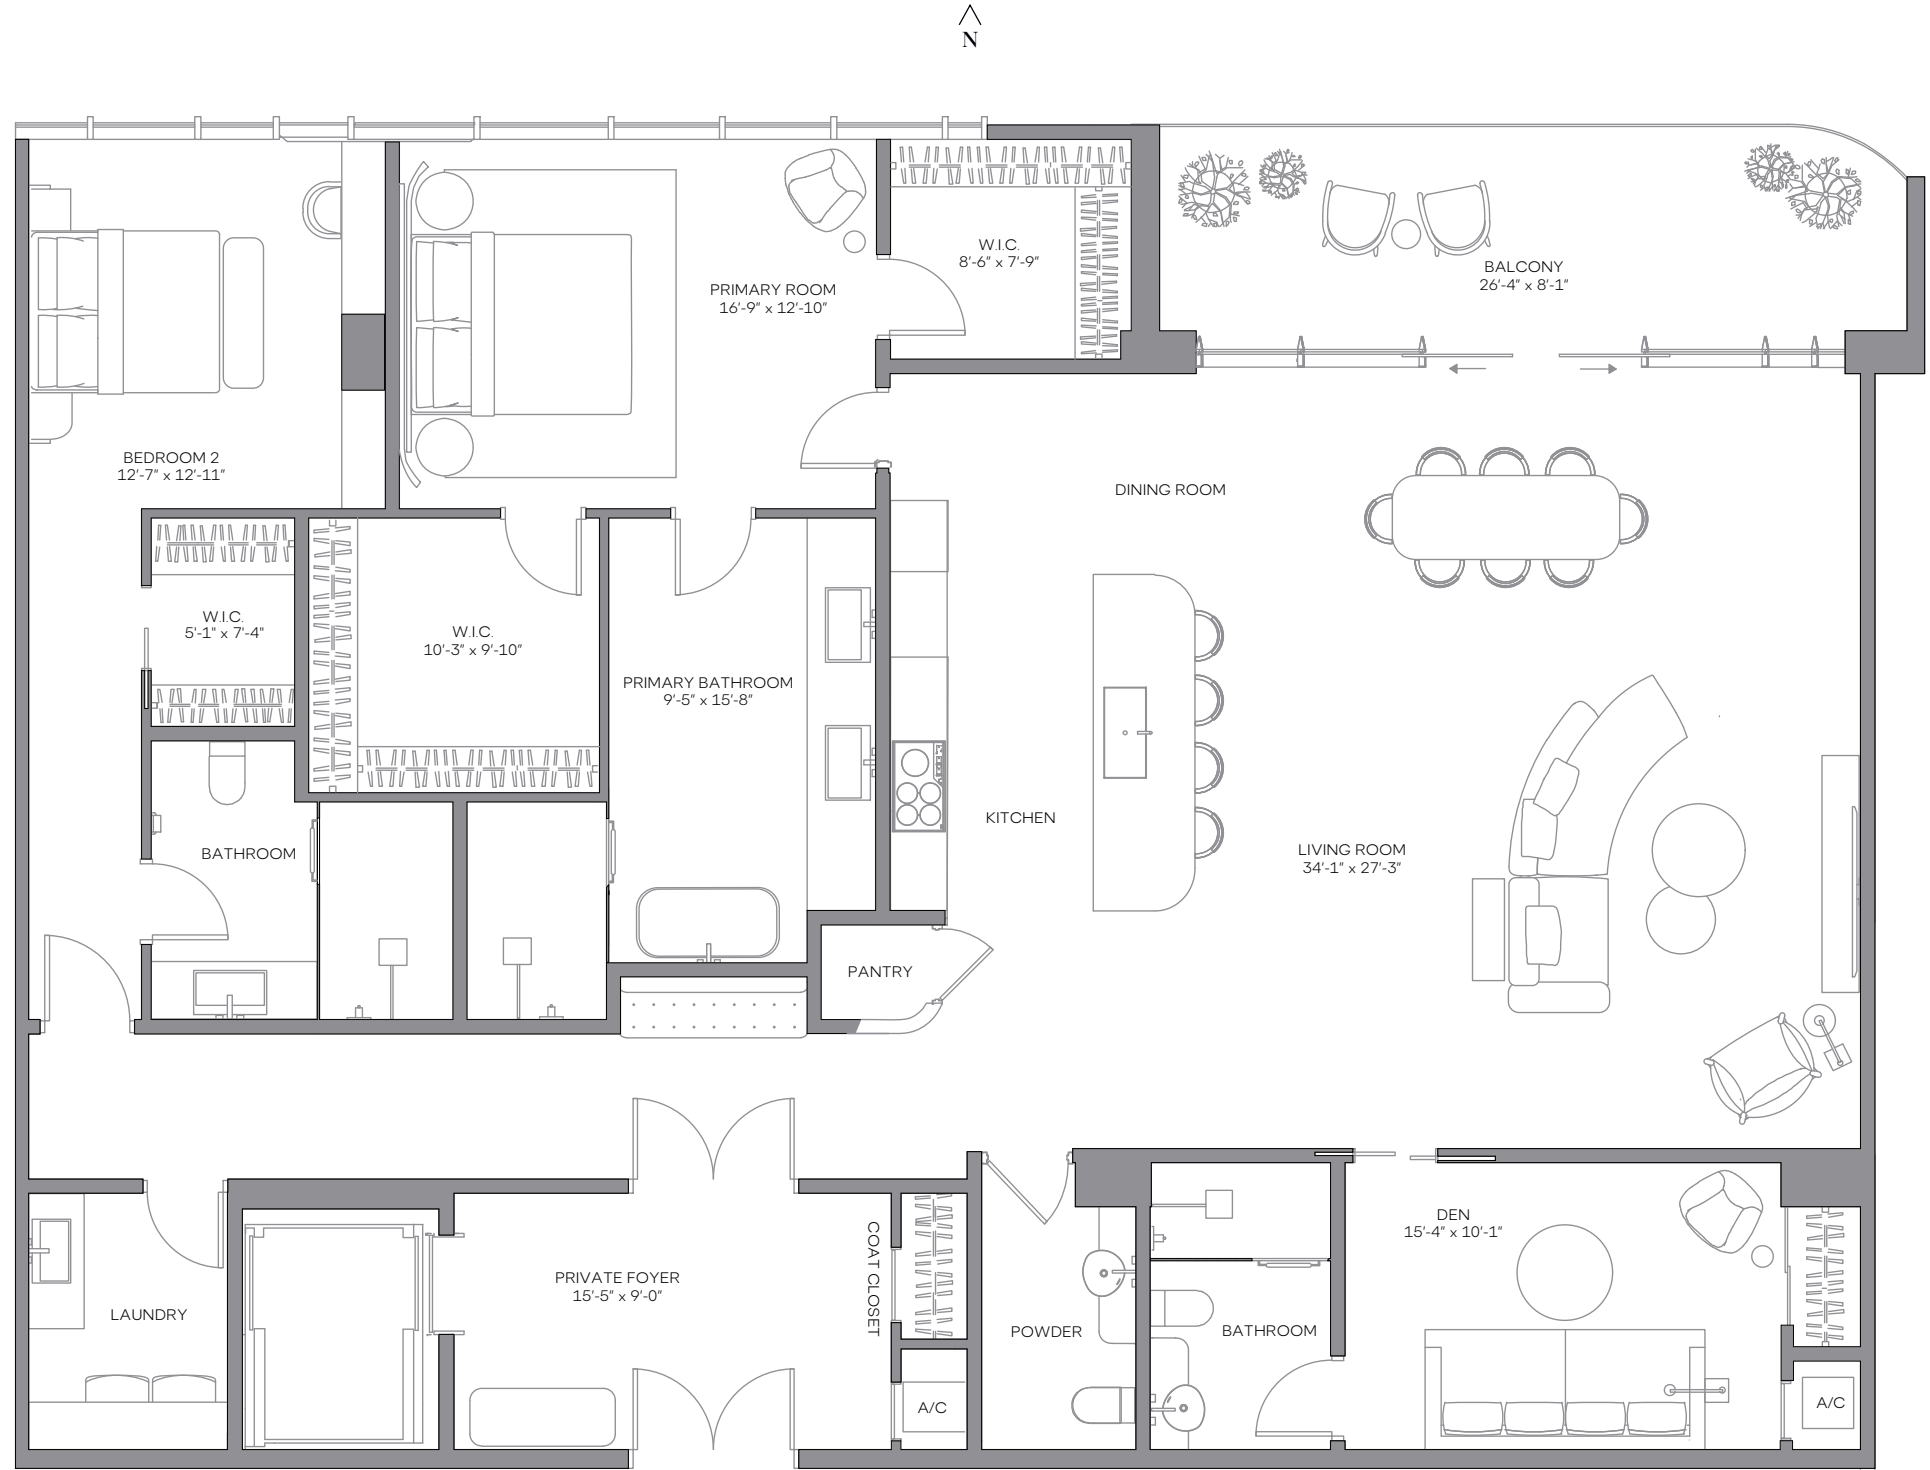 N
W.I.C.
8'-6" x 7'-9"
BALCONY
26'-4" x 8'-1"
PRIMARY ROOM
16'-9" x 12'-10"
BEDROOM 2
12'-7" x 12'-11"
DINING ROOM
W.I.C.
5'-1" x 7'-4"
W.I.C.
10'-3" x 9'-10"
PRIMARY BATHROOM
9'-5" x 15'-8"
KITCHEN
BATHROOM
LIVING ROOM
34'-1" x 27'-3"
PANTRY
DEN
15'-4" x 10'-1"
COAT CLOSET
PRIVATE FOYER
15'-5" x 9'-0"
LAUNDRY
POWDER
BATHROOM
A/C
A/C